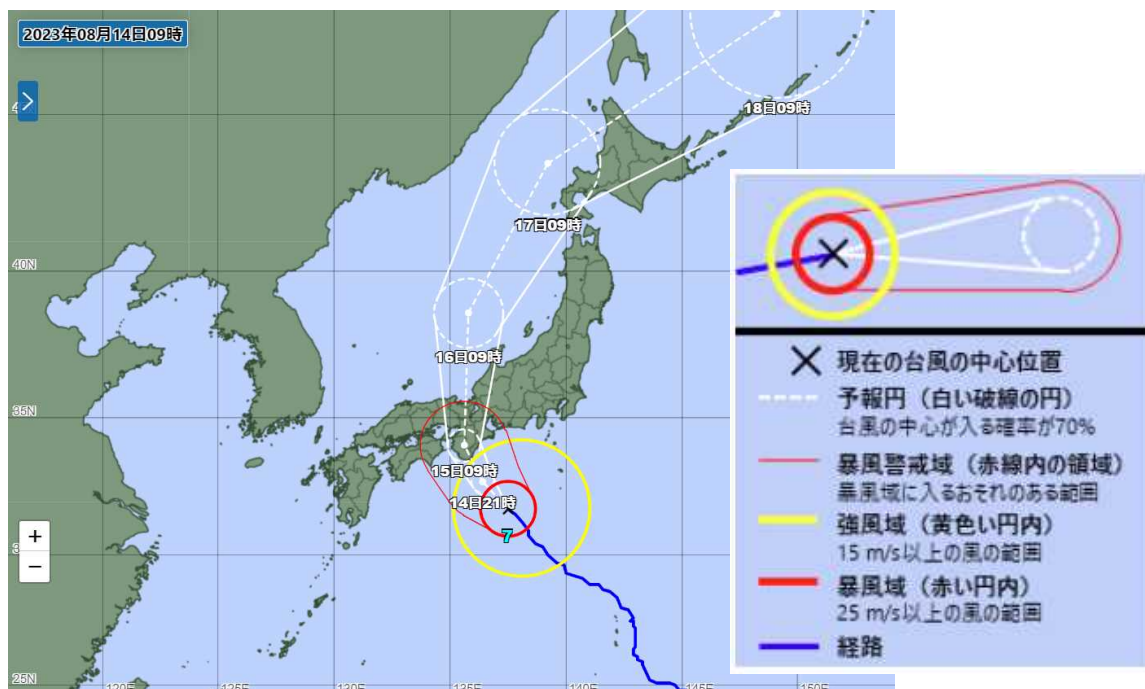 2023年08月14日09時
18日09時
17日09時
40N
16日09時
35N
15日09時
14日21時
7
+
−
25N
現在の台風の中心位置
予報円（白い破線の円）
台風の中心が入る確率が70%
暴風警戒域（赤線内の領域）
暴風域に入るおそれのある範囲
強風域（黄色い円内）
15 m/s以上の風の範囲
暴風域（赤い円内）
25 m/s以上の風の範囲
経路